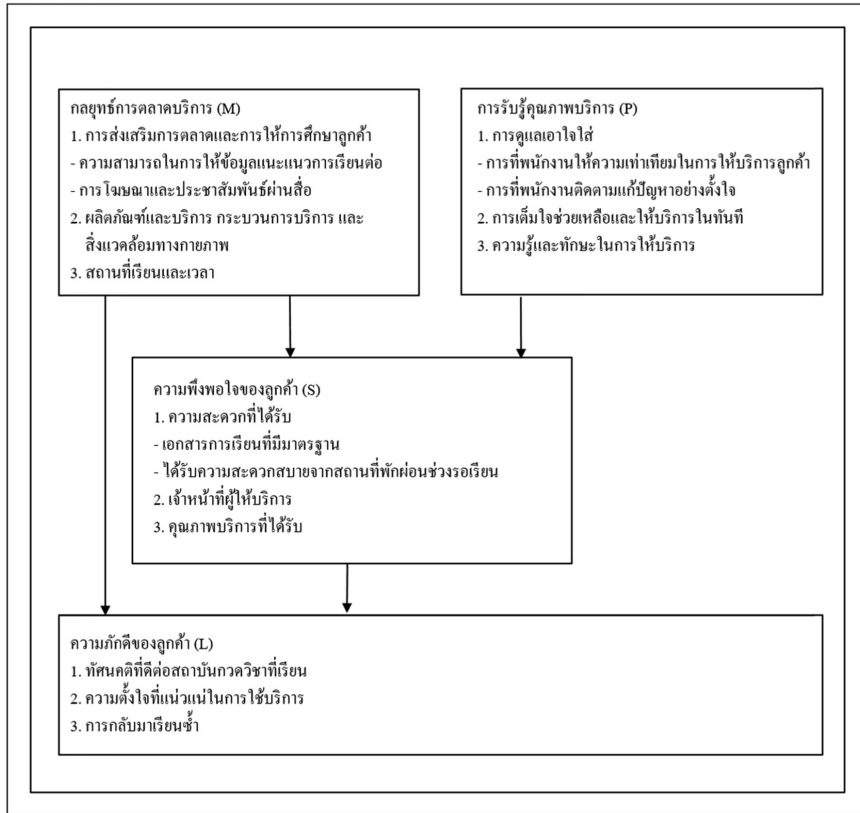 กลยุทธ์การตลาดบริการ (M)
1. การส่งเสริมการตลาดและการให้การศึกษาลูกค้า
- ความสามารถในการให้ข้อมูลแนะแนวการเรียนต่อ
- การโฆษณาและประชาสัมพันธ์ผ่านสื่อ
2. ผลิตภัณฑ์และบริการ กระบวนการบริการ และ
สิ่งแวดล้อมทางกายภาพ
3. สถานที่เรียนและเวลา
การรับรู้คุณภาพบริการ (P)
1. การดูแลเอาใจใส่
- การที่พนักงานให้ความเท่าเทียมในการให้บริการลูกค้า
- การที่พนักงานติดตามแก้ปัญหาอย่างตั้งใจ
2. การเต็มใจช่วยเหลือและให้บริการในทันที
3. ความรู้และทักษะในการให้บริการ
ความพึงพอใจของลูกค้า (S)
1. ความสะดวกที่ได้รับ
- เอกสารการเรียนที่มีมาตรฐาน
- ได้รับความสะดวกสบายจากสถานที่พักผ่อนช่วงรอเรียน
2. เจ้าหน้าที่ผู้ให้บริการ
3. คุณภาพบริการที่ได้รับ
ความภักดีของลูกค้า (L)
1. ทัศนคติที่ดีต่อสถาบันกวดวิชาที่เรียน
2. ความตั้งใจที่แน่วแน่ในการใช้บริการ
3. การกลับมาเรียนซ้ำ